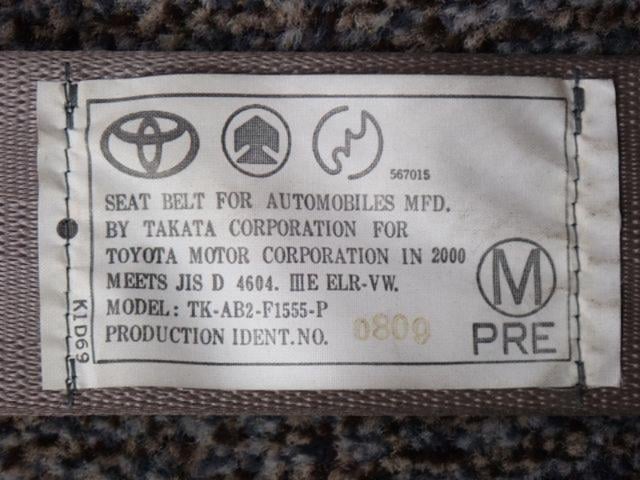 567015
SEAT BELT FOR AUTOMOBILES MFD.
BY TAKATA CORPORATION FOR
TOYOTA MOTOR CORPORATION IN 2000
MEETS JIS D 4604. ⅢE ELR-VW.
MODEL: TK-AB2-F1555-P
PRODUCTION IDENT.NO. 0809
M
PRE
K1D69